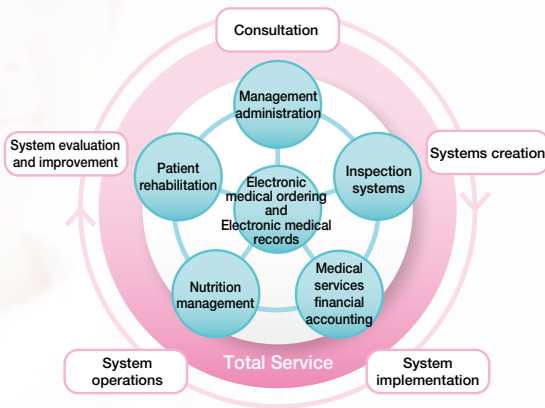 Consultation
Management
administration
System evaluation
and improvement
Systems creation
Patient
rehabilitation
Inspection
systems
Electronic
medical ordering
and
Electronic medical
records
Nutrition
management
Medical
services
financial
accounting
Total Service
System
operations
System
implementation